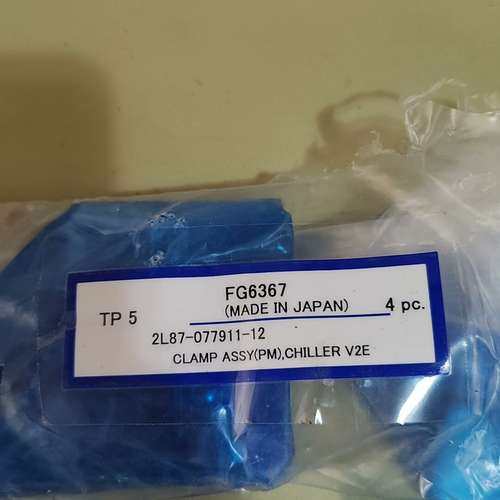 FG6367
TP 5 (MADE IN JAPAN) 4 pc.
2L87-077911-12
CLAMP ASSY(PM),CHILLER V2E